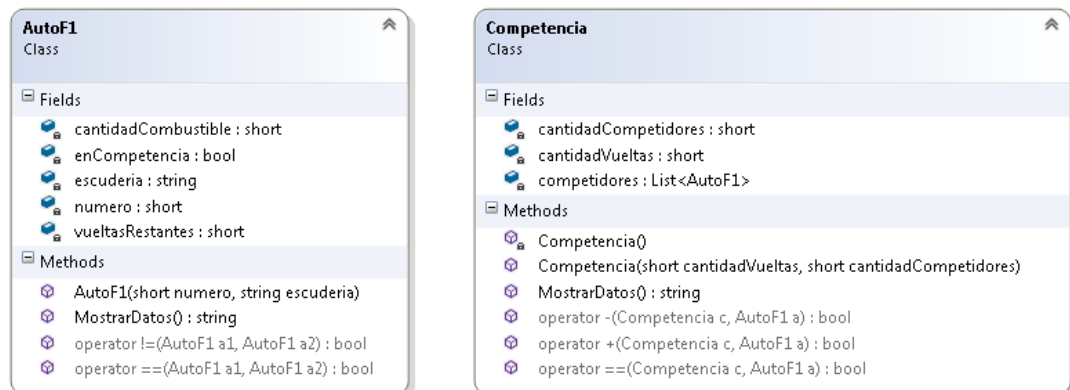 AutoF1
Class
Fields
cantidadCombustible : short
enCompetencia : bool
escuderia : string
numero : short
vueltasRestantes : short
Methods
AutoF1(short numero, string escuderia)
MostrarDatos() : string
operator !=(AutoF1 a1, AutoF1 a2) : bool
operator ==(AutoF1 a1, AutoF1 a2) : bool
Competencia
Class
Fields
cantidadCompetidores : short
cantidadVueltas : short
competidores : List<AutoF1>
Methods
Competencia()
Competencia(short cantidadVueltas, short cantidadCompetidores)
MostrarDatos() : string
operator -(Competencia c, AutoF1 a) : bool
operator +(Competencia c, AutoF1 a) : bool
operator ==(Competencia c, AutoF1 a) : bool